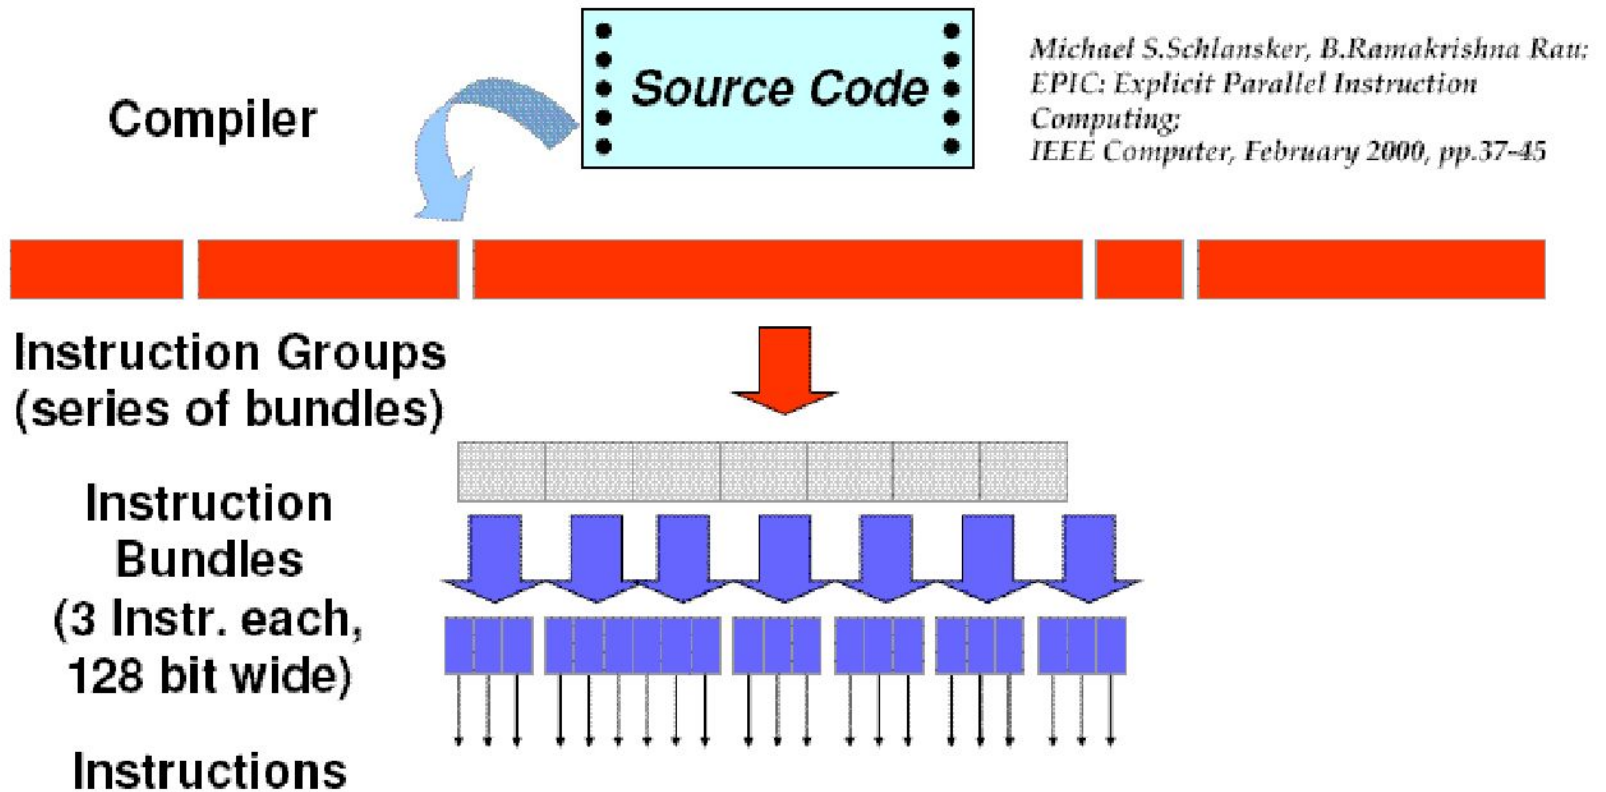 Compiler
Source Code
Michael S.Schlansker, B.Ramakrishna Rau:
EPIC: Explicit Parallel Instruction
Computing;
IEEE Computer, February 2000, pp.37-45
Instruction Groups
(series of bundles)
Instruction
Bundles
(3 Instr. each,
128 bit wide)
Instructions